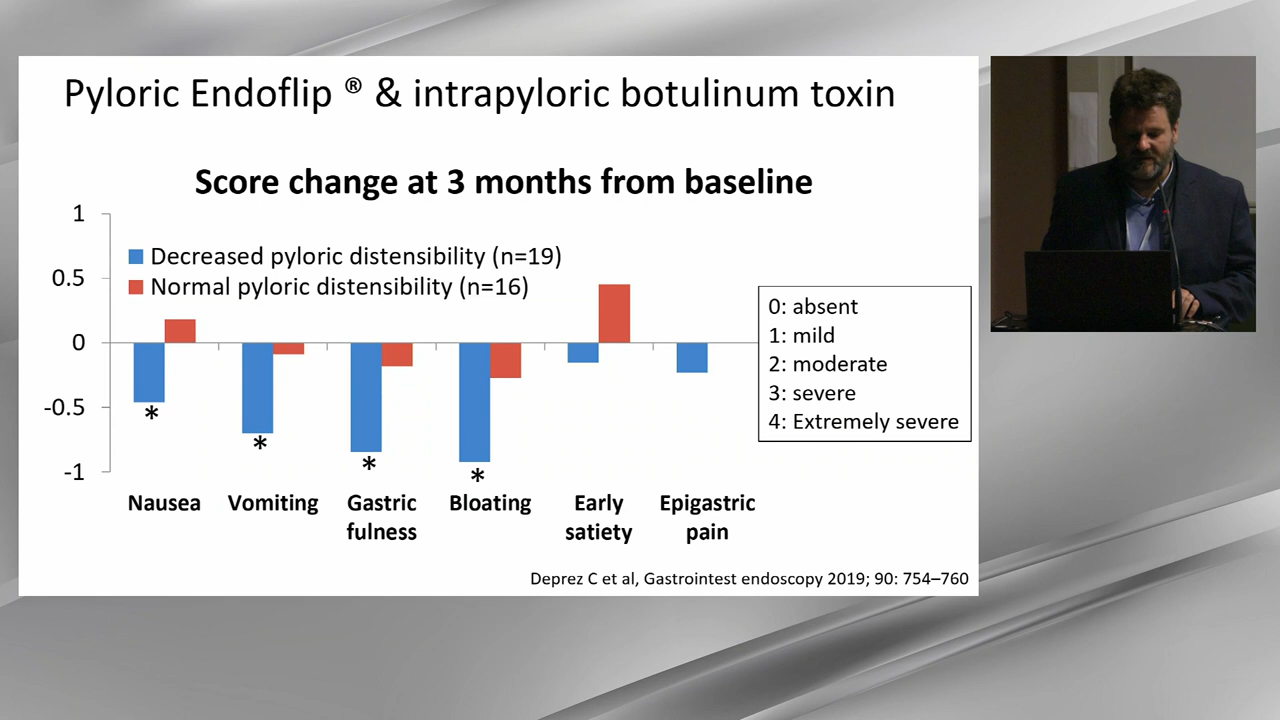 Pyloric Endoflip ® & intrapyloric botulinum toxin
Score change at 3 months from baseline
1
0.5
0
-0.5
-1
Decreased pyloric distensibility (n=19)
Normal pyloric distensibility (n=16)
*
*
*
*
Nausea
Vomiting
Gastric
fulness
Bloating
Early
satiety
Epigastric
pain
0: absent
1: mild
2: moderate
3: severe
4: Extremely severe
Deprez C et al, Gastrointest endoscopy 2019; 90: 754–760